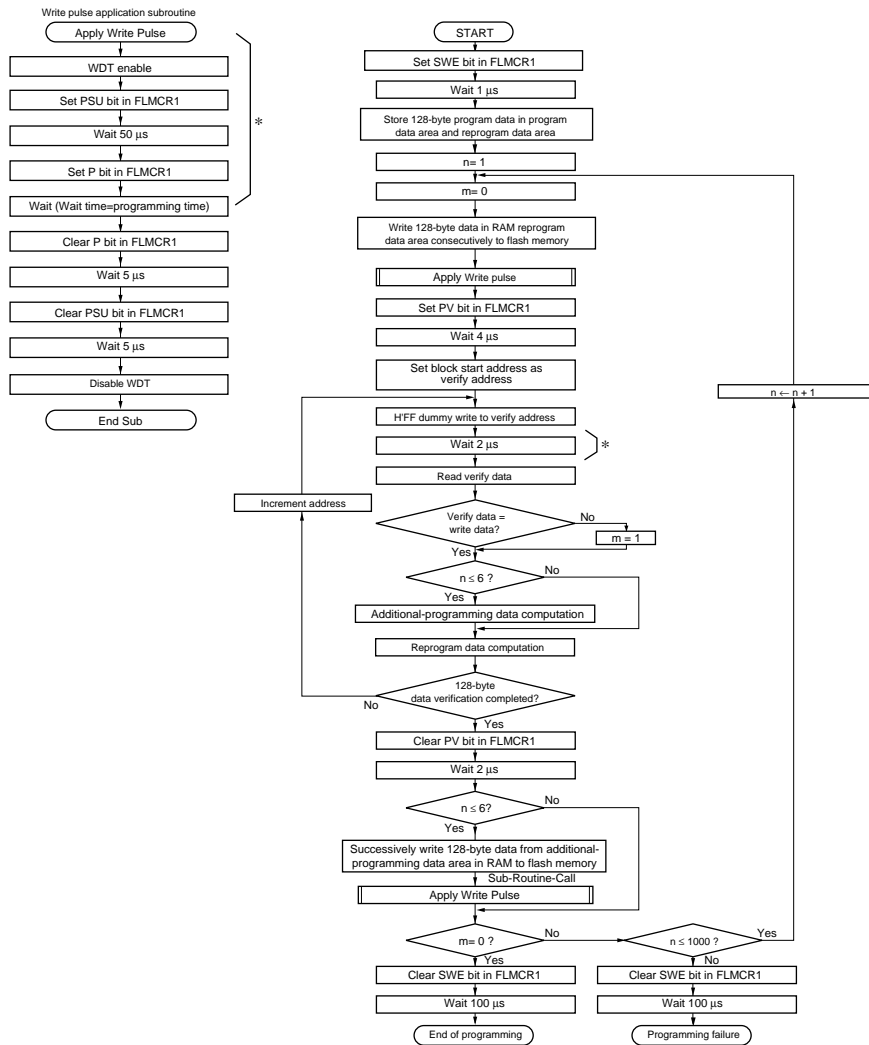 Write pulse application subroutine
Apply Write Pulse
WDT enable
Set PSU bit in FLMCR1
Wait 50 μs
*
Set P bit in FLMCR1
Wait (Wait time=programming time)
Clear P bit in FLMCR1
Wait 5 μs
Clear PSU bit in FLMCR1
Wait 5 μs
Disable WDT
End Sub
START
Set SWE bit in FLMCR1
Wait 1 μs
Store 128-byte program data in program
data area and reprogram data area
n= 1
m= 0
Write 128-byte data in RAM reprogram
data area consecutively to flash memory
Apply Write pulse
Set PV bit in FLMCR1
Wait 4 μs
Set block start address as
verify address
n ← n + 1
H'FF dummy write to verify address
Wait 2 μs
*
Read verify data
Increment address
Verify data =
write data?
No
m = 1
Yes
n ≤ 6 ?
No
Yes
Additional-programming data computation
Reprogram data computation
128-byte
data verification completed?
No
Yes
Clear PV bit in FLMCR1
Wait 2 μs
n ≤ 6?
No
Yes
Successively write 128-byte data from additional-
programming data area in RAM to flash memory
Sub-Routine-Call
Apply Write Pulse
m= 0 ?
No
n ≤ 1000 ?
Yes
Yes
No
Clear SWE bit in FLMCR1
Clear SWE bit in FLMCR1
Wait 100 μs
Wait 100 μs
End of programming
Programming failure